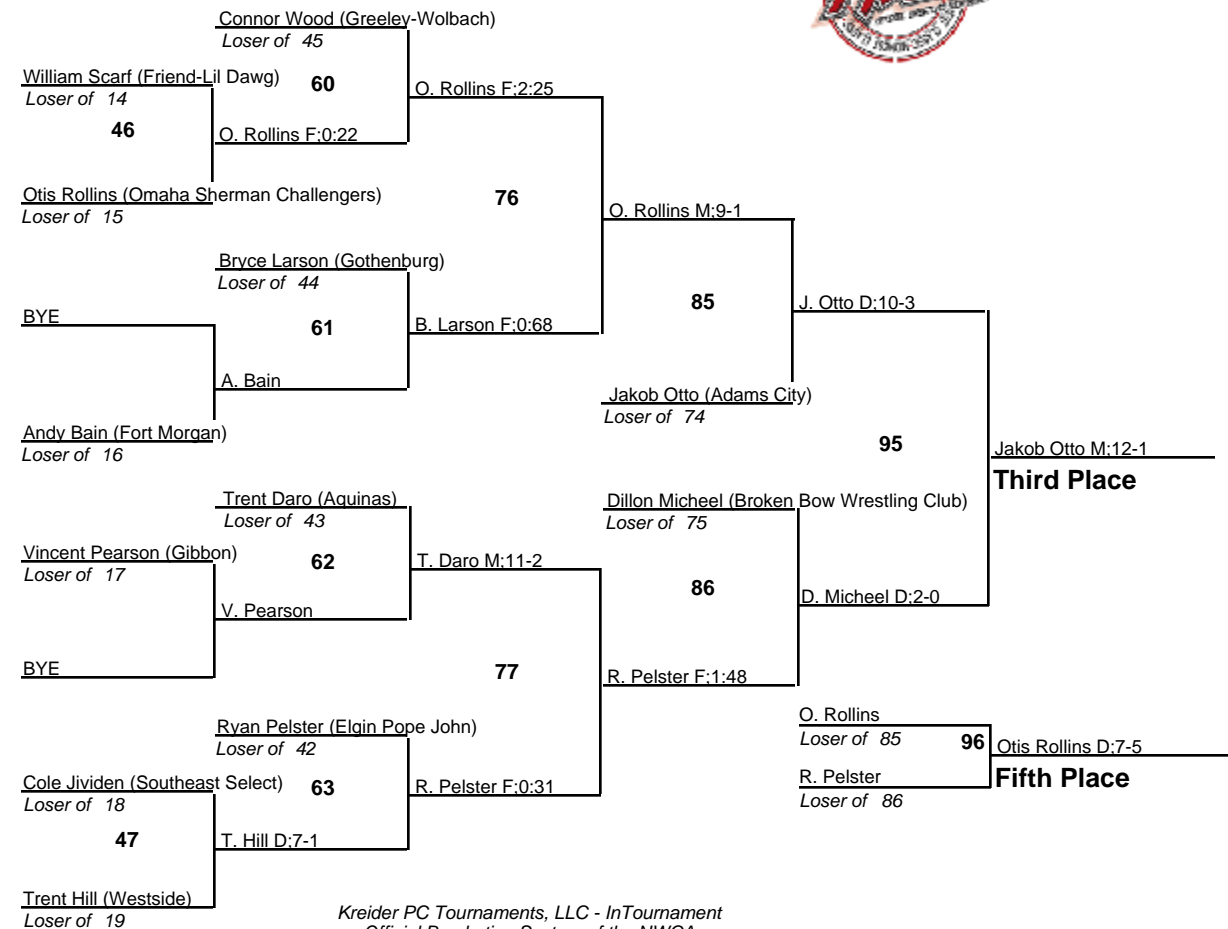 Connor Wood (Greeley-Wolbach)
Loser of 45
William Scarf (Friend-Lil Dawg)
Loser of 14
60
O. Rollins F;2:25
46
O. Rollins F;0:22
Otis Rollins (Omaha Sherman Challengers)
Loser of 15
76
O. Rollins M;9-1
Bryce Larson (Gothenburg)
Loser of 44
BYE
61
B. Larson F;0:68
85
J. Otto D;10-3
A. Bain
Jakob Otto (Adams City)
Loser of 74
Andy Bain (Fort Morgan)
Loser of 16
95
Jakob Otto M;12-1
Third Place
Trent Daro (Aquinas)
Loser of 43
Dillon Micheel (Broken Bow Wrestling Club)
Loser of 75
Vincent Pearson (Gibbon)
Loser of 17
62
T. Daro M;11-2
86
D. Micheel D;2-0
V. Pearson
BYE
77
R. Pelster F;1:48
Ryan Pelster (Elgin Pope John)
Loser of 42
O. Rollins
Loser of 85
96
Otis Rollins D;7-5
Fifth Place
R. Pelster
Loser of 86
Cole Jividen (Southeast Select)
Loser of 18
63
R. Pelster F;0:31
47
T. Hill D;7-1
Trent Hill (Westside)
Loser of 19
Kreider PC Tournaments, LLC - InTournament